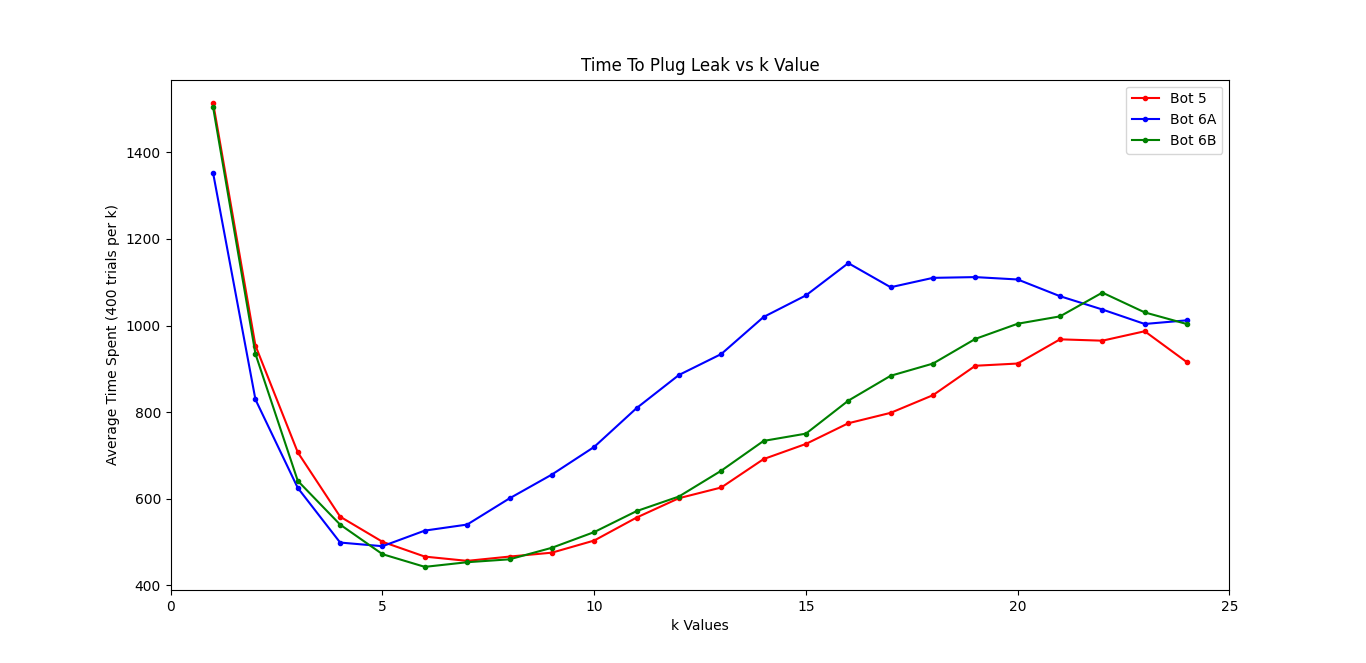 Time To Plug Leak vs k Value
Bot 5
Bot 6A
Bot 6B
Average Time Spent (400 trials per k)
1400
1200
1000
800
600
400
0
5
10
15
20
25
k Values